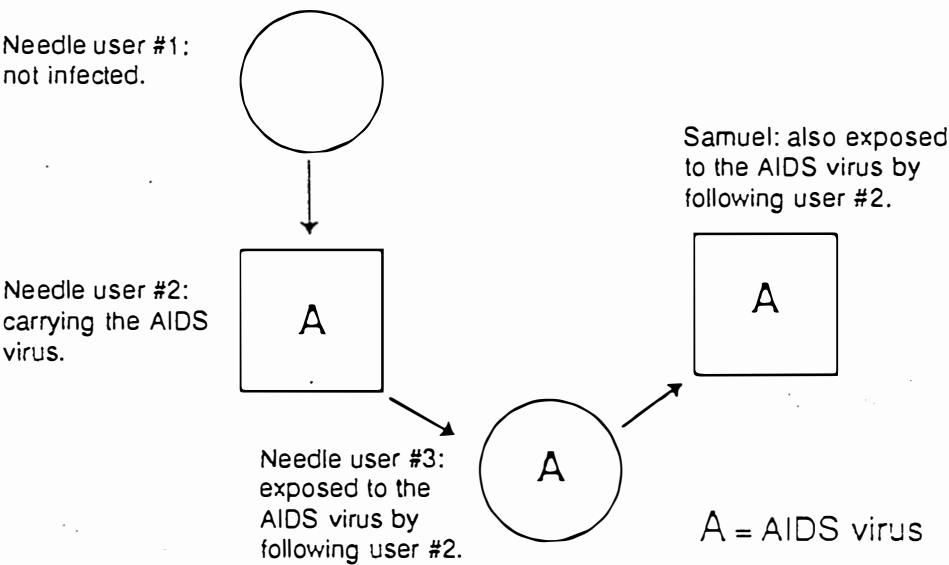 Needle user #1:
not infected.
Samuel: also exposed
to the AIDS virus by
following user #2.
Needle user #2:
carrying the AIDS
virus.
A
A
Needle user #3:
exposed to the
AIDS virus by
following user #2.
A
A = AIDS virus